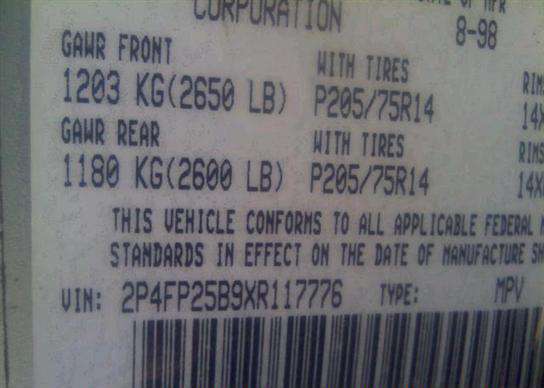 CORPORATION OF MFR
8-98
GAWR FRONT WITH TIRES
1203 KG(2650 LB) P205/75R14
GAWR REAR WITH TIRES
1180 KG(2600 LB) P205/75R14
THIS VEHICLE CONFORMS TO ALL APPLICABLE FEDERAL
STANDARDS IN EFFECT ON THE DATE OF MANUFACTURE
VIN: 2P4FP25B9XR117776 TYPE: MPV